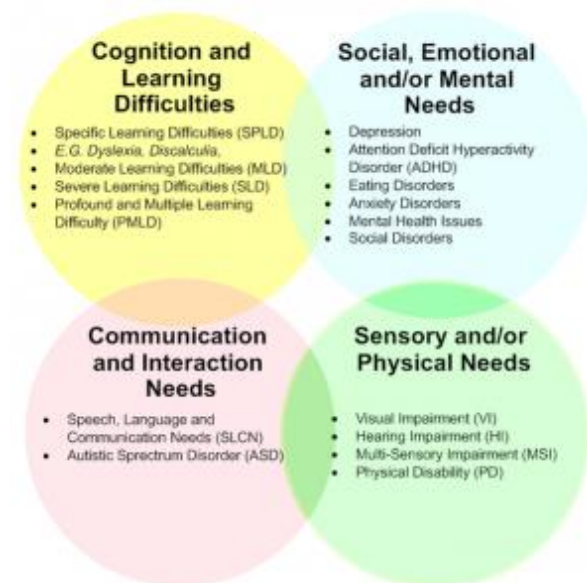 Cognition and
Learning
Difficulties
• Specific Learning Difficulties (SPLD)
• E.G. Dyslexia, Discalculia,
• Moderate Learning Difficulties (MLD)
• Severe Learning Difficulties (SLD)
• Profound and Multiple Learning
Difficulty (PMLD)
Social, Emotional
and/or Mental
Needs
• Depression
• Attention Deficit Hyperactivity
Disorder (ADHD)
• Eating Disorders
• Anxiety Disorders
• Mental Health Issues
• Social Disorders
Communication
and Interaction
Needs
• Speech, Language and
Communication Needs (SLCN)
• Autistic Sprectrum Disorder (ASD)
Sensory and/or
Physical Needs
• Visual Impairment (VI)
• Hearing Impairment (HI)
• Multi-Sensory Impairment (MSI)
• Physical Disability (PD)